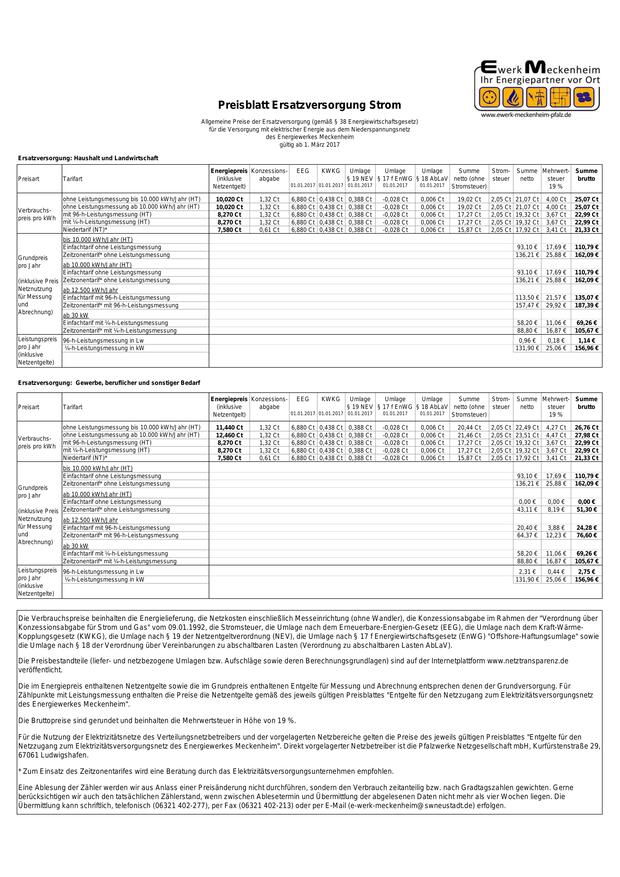 Ewerk Meckenheim
Ihr Energiepartner vor Ort
www.ewerk-meckenheim-pfalz.de
Preisblatt Ersatzversorgung Strom
Allgemeine Preise der Ersatzversorgung (gemäß § 38 Energiewirtschaftsgesetz)
für die Versorgung mit elektrischer Energie aus dem Niederspannungsnetz
des Energiewerkes Meckenheim
gültig ab 1. März 2017
Ersatzversorgung: Haushalt und Landwirtschaft
Preisart Tarifart Energiepreis (inklusive Netzentgelt) Konzessions-abgabe EEG 01.01.2017 KWKG 01.01.2017 Umlage § 19 NEV 01.01.2017 Umlage § 17 f EnWG 01.01.2017 Umlage § 18 AbLaV 01.01.2017 Summe netto (ohne Stromsteuer) Strom-steuer Summe netto Mehrwert-steuer 19 % Summe brutto
Verbrauchs-preis pro kWh
ohne Leistungsmessung bis 10.000 kWh/Jahr (HT) 10,020 Ct 1,32 Ct 6,880 Ct 0,438 Ct 0,388 Ct -0,028 Ct 0,006 Ct 19,02 Ct 2,05 Ct 21,07 Ct 4,00 Ct 25,07 Ct
ohne Leistungsmessung ab 10.000 kWh/Jahr (HT) 10,020 Ct 1,32 Ct 6,880 Ct 0,438 Ct 0,388 Ct -0,028 Ct 0,006 Ct 19,02 Ct 2,05 Ct 21,07 Ct 4,00 Ct 25,07 Ct
mit 96-h-Leistungsmessung (HT) 8,270 Ct 1,32 Ct 6,880 Ct 0,438 Ct 0,388 Ct -0,028 Ct 0,006 Ct 17,27 Ct 2,05 Ct 19,32 Ct 3,67 Ct 22,99 Ct
mit ¼-h-Leistungsmessung (HT) 8,270 Ct 1,32 Ct 6,880 Ct 0,438 Ct 0,388 Ct -0,028 Ct 0,006 Ct 17,27 Ct 2,05 Ct 19,32 Ct 3,67 Ct 22,99 Ct
Niedertarif (NT)* 7,580 Ct 0,61 Ct 6,880 Ct 0,438 Ct 0,388 Ct -0,028 Ct 0,006 Ct 15,87 Ct 2,05 Ct 17,92 Ct 3,41 Ct 21,33 Ct
Grundpreis pro Jahr (inklusive Preis Netznutzung für Messung und Abrechnung)
bis 10.000 kWh/Jahr (HT)
Einfachtarif ohne Leistungsmessung 93,10 € 17,69 € 110,79 €
Zeitzonentarif* ohne Leistungsmessung 136,21 € 25,88 € 162,09 €
ab 10.000 kWh/Jahr (HT)
Einfachtarif ohne Leistungsmessung 93,10 € 17,69 € 110,79 €
Zeitzonentarif* ohne Leistungsmessung 136,21 € 25,88 € 162,09 €
ab 12.500 kWh/Jahr
Einfachtarif mit 96-h-Leistungsmessung 113,50 € 21,57 € 135,07 €
Zeitzonentarif* mit 96-h-Leistungsmessung 157,47 € 29,92 € 187,39 €
ab 30 kW
Einfachtarif mit ¼-h-Leistungsmessung 58,20 € 11,06 € 69,26 €
Zeitzonentarif* mit ¼-h-Leistungsmessung 88,80 € 16,87 € 105,67 €
Leistungspreis pro Jahr (inklusive Netzentgelte)
96-h-Leistungsmessung in Lw 0,96 € 0,18 € 1,14 €
¼-h-Leistungsmessung in kW 131,90 € 25,06 € 156,96 €
Ersatzversorgung: Gewerbe, beruflicher und sonstiger Bedarf
Preisart Tarifart Energiepreis (inklusive Netzentgelt) Konzessions-abgabe EEG 01.01.2017 KWKG 01.01.2017 Umlage § 19 NEV 01.01.2017 Umlage § 17 f EnWG 01.01.2017 Umlage § 18 AbLaV 01.01.2017 Summe netto (ohne Stromsteuer) Strom-steuer Summe netto Mehrwert-steuer 19 % Summe brutto
Verbrauchs-preis pro kWh
ohne Leistungsmessung bis 10.000 kWh/Jahr (HT) 11,440 Ct 1,32 Ct 6,880 Ct 0,438 Ct 0,388 Ct -0,028 Ct 0,006 Ct 20,44 Ct 2,05 Ct 22,49 Ct 4,27 Ct 26,76 Ct
ohne Leistungsmessung ab 10.000 kWh/Jahr (HT) 12,460 Ct 1,32 Ct 6,880 Ct 0,438 Ct 0,388 Ct -0,028 Ct 0,006 Ct 21,46 Ct 2,05 Ct 23,51 Ct 4,47 Ct 27,98 Ct
mit 96-h-Leistungsmessung (HT) 8,270 Ct 1,32 Ct 6,880 Ct 0,438 Ct 0,388 Ct -0,028 Ct 0,006 Ct 17,27 Ct 2,05 Ct 19,32 Ct 3,67 Ct 22,99 Ct
mit ¼-h-Leistungsmessung (HT) 8,270 Ct 1,32 Ct 6,880 Ct 0,438 Ct 0,388 Ct -0,028 Ct 0,006 Ct 17,27 Ct 2,05 Ct 19,32 Ct 3,67 Ct 22,99 Ct
Niedertarif (NT)* 7,580 Ct 0,61 Ct 6,880 Ct 0,438 Ct 0,388 Ct -0,028 Ct 0,006 Ct 15,87 Ct 2,05 Ct 17,92 Ct 3,41 Ct 21,33 Ct
Grundpreis pro Jahr (inklusive Preis Netznutzung für Messung und Abrechnung)
bis 10.000 kWh/Jahr (HT)
Einfachtarif ohne Leistungsmessung 93,10 € 17,69 € 110,79 €
Zeitzonentarif* ohne Leistungsmessung 136,21 € 25,88 € 162,09 €
ab 10.000 kWh/Jahr (HT)
Einfachtarif ohne Leistungsmessung 0,00 € 0,00 € 0,00 €
Zeitzonentarif* ohne Leistungsmessung 43,11 € 8,19 € 51,30 €
ab 12.500 kWh/Jahr
Einfachtarif mit 96-h-Leistungsmessung 20,40 € 3,88 € 24,28 €
Zeitzonentarif* mit 96-h-Leistungsmessung 64,37 € 12,23 € 76,60 €
ab 30 kW
Einfachtarif mit ¼-h-Leistungsmessung 58,20 € 11,06 € 69,26 €
Zeitzonentarif* mit ¼-h-Leistungsmessung 88,80 € 16,87 € 105,67 €
Leistungspreis pro Jahr (inklusive Netzentgelte)
96-h-Leistungsmessung in Lw 2,31 € 0,44 € 2,75 €
¼-h-Leistungsmessung in kW 131,90 € 25,06 € 156,96 €
Die Verbrauchspreise beinhalten die Energielieferung, die Netzkosten einschließlich Messeinrichtung (ohne Wandler), die Konzessionsabgabe im Rahmen der "Verordnung über
Konzessionsabgabe für Strom und Gas" vom 09.01.1992, die Stromsteuer, die Umlage nach dem Erneuerbare-Energien-Gesetz (EEG), die Umlage nach dem Kraft-Wärme-
Kopplungsgesetz (KWKG), die Umlage nach § 19 der Netzentgeltverordnung (NEV), die Umlage nach § 17 f Energiewirtschaftsgesetz (EnWG) "Offshore-Haftungsumlage" sowie
die Umlage nach § 18 der Verordnung über Vereinbarungen zu abschaltbaren Lasten (Verordnung zu abschaltbaren Lasten AbLaV).
Die Preisbestandteile (liefer- und netzbezogene Umlagen bzw. Aufschläge sowie deren Berechnungsgrundlagen) sind auf der Internetplattform www.netztransparenz.de
veröffentlicht.
Die im Energiepreis enthaltenen Netzentgelte sowie die im Grundpreis enthaltenen Entgelte für Messung und Abrechnung entsprechen denen der Grundversorgung. Für
Zählpunkte mit Leistungsmessung enthalten die Preise die Netzentgelte gemäß des jeweils gültigen Preisblattes "Entgelte für den Netzzugang zum Elektrizitätsversorgungsnetz
des Energiewerkes Meckenheim".
Die Bruttopreise sind gerundet und beinhalten die Mehrwertsteuer in Höhe von 19 %.
Für die Nutzung der Elektrizitätsnetze des Verteilungsnetzbetreibers und der vorgelagerten Netzbereiche gelten die Preise des jeweils gültigen Preisblattes "Entgelte für den
Netzzugang zum Elektrizitätsversorgungsnetz des Energiewerkes Meckenheim". Direkt vorgelagerter Netzbetreiber ist die Pfalzwerke Netzgesellschaft mbH, Kurfürstenstraße 29,
67061 Ludwigshafen.
* Zum Einsatz des Zeitzonentarifes wird eine Beratung durch das Elektrizitätsversorgungsunternehmen empfohlen.
Eine Ablesung der Zähler werden wir aus Anlass einer Preisänderung nicht durchführen, sondern den Verbrauch zeitanteilig bzw. nach Gradtagszahlen gewichten. Gerne
berücksichtigen wir auch den tatsächlichen Zählerstand, wenn zwischen Ablesetermin und Übermittlung der abgelesenen Daten nicht mehr als vier Wochen liegen. Die
Übermittlung kann schriftlich, telefonisch (06321 402-277), per Fax (06321 402-213) oder per E-Mail (e-werk-meckenheim@swneustadt.de) erfolgen.